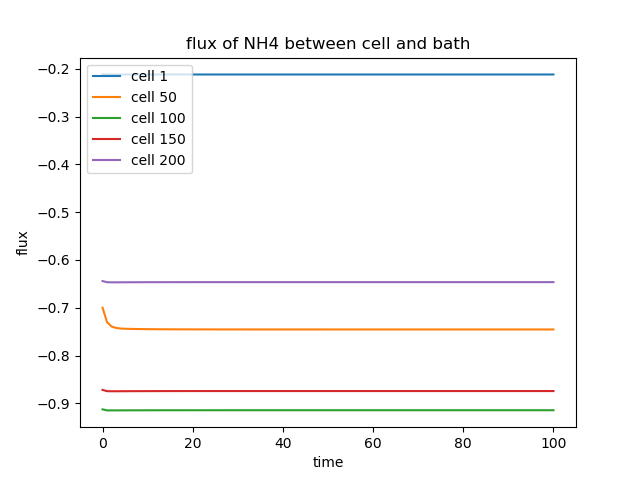 flux of NH4 between cell and bath
cell 1
cell 50
cell 100
cell 150
cell 200
−0.2
−0.3
−0.4
−0.5
−0.6
−0.7
−0.8
−0.9
flux
0 20 40 60 80 100
time